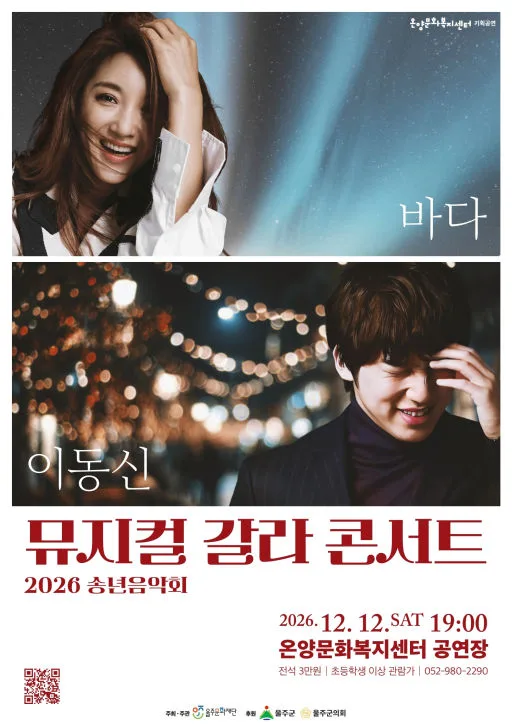 온양문화복지센터 기획공연
바다
이동신
뮤지컬 갈라 콘서트
2026 송년음악회
2026. 12. 12.SAT 19:00
온양문화복지센터 공연장
전석 3만원 | 초등학생 이상 관람가 | 052-980-2290
주최·주관 울주문화재단 후원 울주군 울주군의회